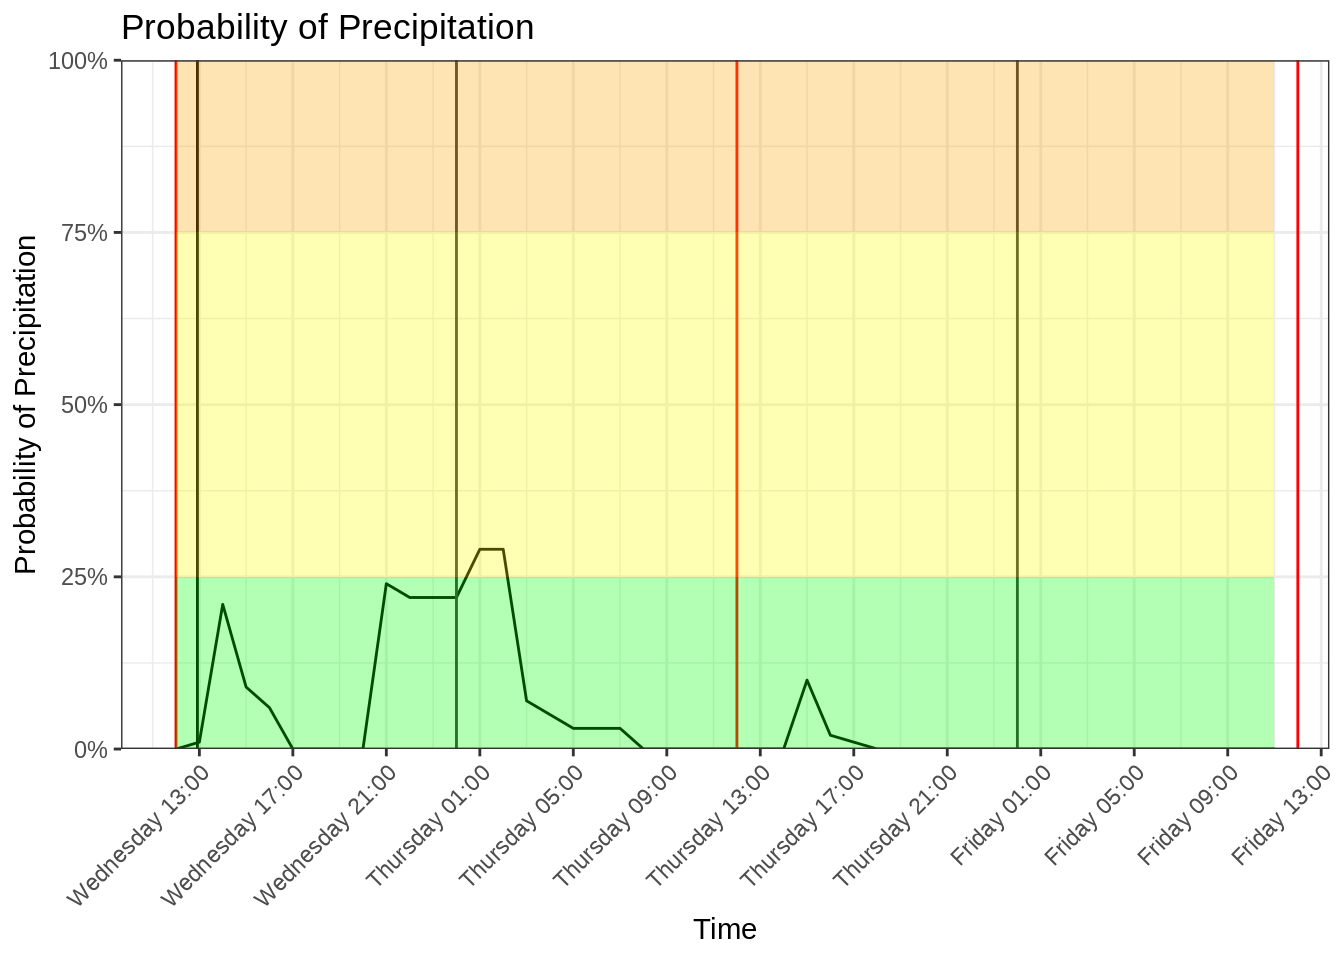 Probability of Precipitation
100%
75%
50%
25%
0%
Probability of Precipitation
Wednesday 13:00
Wednesday 17:00
Wednesday 21:00
Thursday 01:00
Thursday 05:00
Thursday 09:00
Thursday 13:00
Thursday 17:00
Thursday 21:00
Friday 01:00
Friday 05:00
Friday 09:00
Friday 13:00
Time